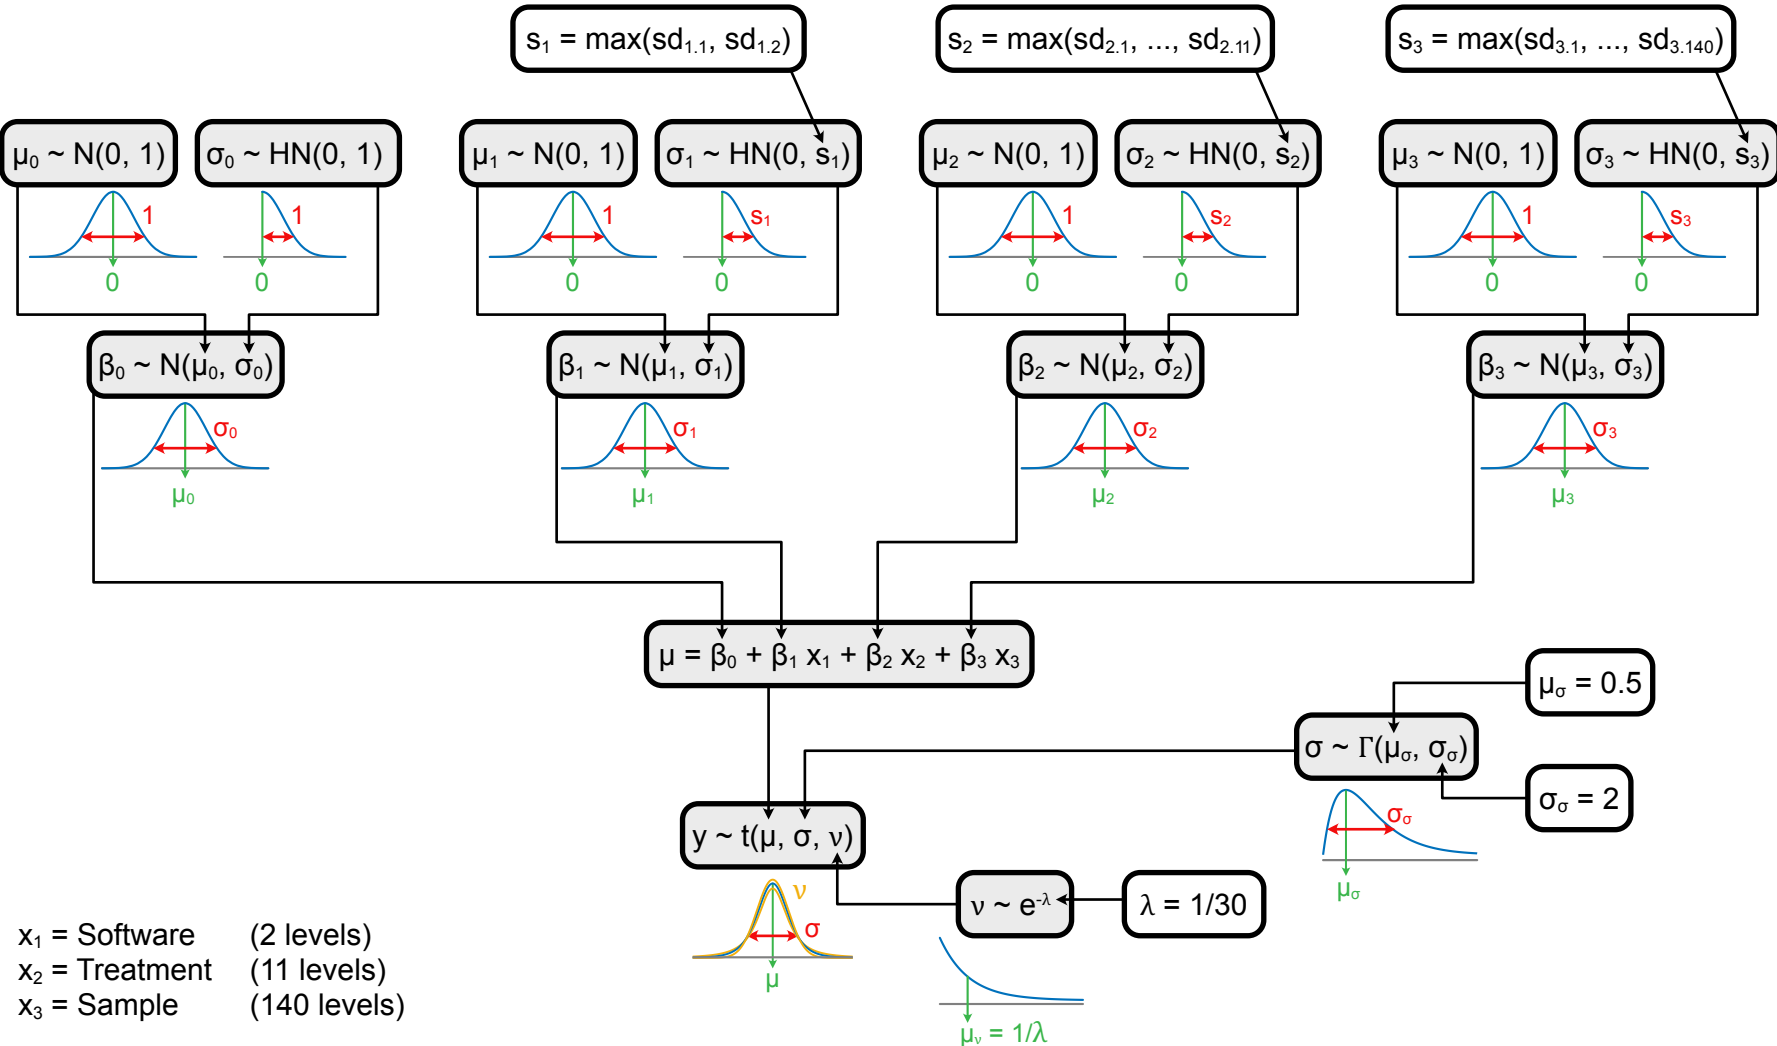 s₁ = max(sd₁.₁, sd₁.₂)
s₂ = max(sd₂.₁, ..., sd₂.₁₁)
s₃ = max(sd₃.₁, ..., sd₃.₁₄₀)
μ₀ ~ N(0, 1)
σ₀ ~ HN(0, 1)
μ₁ ~ N(0, 1)
σ₁ ~ HN(0, s₁)
μ₂ ~ N(0, 1)
σ₂ ~ HN(0, s₂)
μ₃ ~ N(0, 1)
σ₃ ~ HN(0, s₃)
1
1
1
s₁
1
s₂
1
s₃
0
0
0
0
0
0
0
0
β₀ ~ N(μ₀, σ₀)
β₁ ~ N(μ₁, σ₁)
β₂ ~ N(μ₂, σ₂)
β₃ ~ N(μ₃, σ₃)
σ₀
σ₁
σ₂
σ₃
μ₀
μ₁
μ₂
μ₃
μ = β₀ + β₁ x₁ + β₂ x₂ + β₃ x₃
μσ = 0.5
σ ~ Γ(μσ, σσ)
σσ = 2
σσ
μσ
y ~ t(μ, σ, ν)
ν
σ
μ
ν ~ e^-λ
λ = 1/30
μν = 1/λ
x₁ = Software (2 levels)
x₂ = Treatment (11 levels)
x₃ = Sample (140 levels)